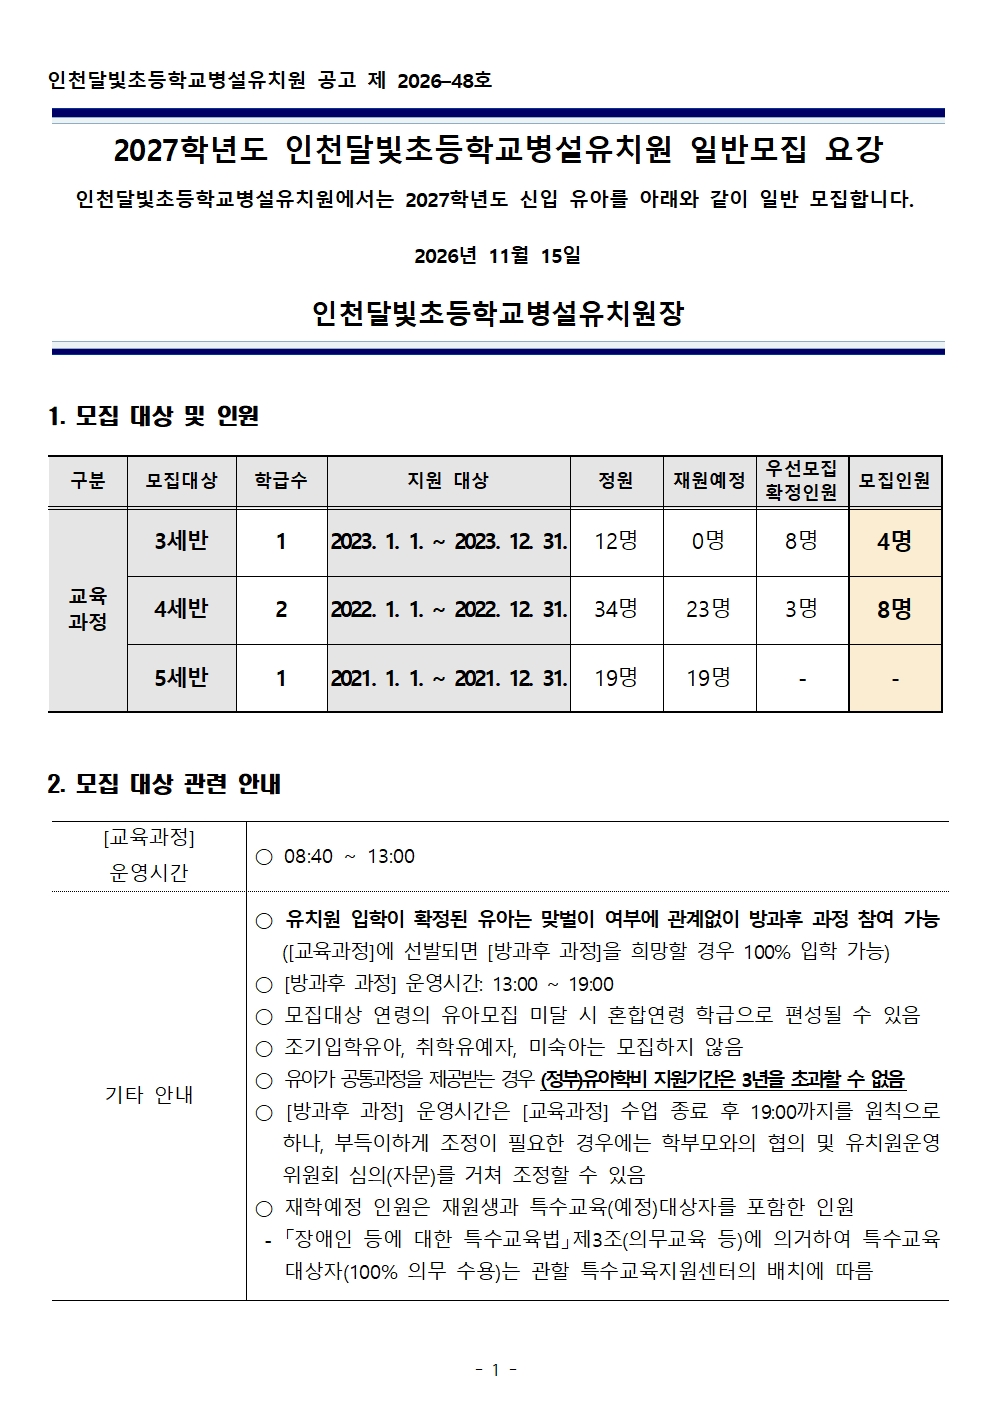 인천달빛초등학교병설유치원 공고 제 2026–48호
2027학년도 인천달빛초등학교병설유치원 일반모집 요강
인천달빛초등학교병설유치원에서는 2027학년도 신입 유아를 아래와 같이 일반 모집합니다.
2026년 11월 15일
인천달빛초등학교병설유치원장
1. 모집 대상 및 인원
구분 모집대상 학급수 지원 대상 정원 재원예정 우선모집 확정인원 모집인원
교육 과정 3세반 1 2023. 1. 1. ~ 2023. 12. 31. 12명 0명 8명 4명
4세반 2 2022. 1. 1. ~ 2022. 12. 31. 34명 23명 3명 8명
5세반 1 2021. 1. 1. ~ 2021. 12. 31. 19명 19명 - -
2. 모집 대상 관련 안내
[교육과정]
운영시간
○ 08:40 ~ 13:00
기타 안내
○ 유치원 입학이 확정된 유아는 맞벌이 여부에 관계없이 방과후 과정 참여 가능
([교육과정]에 선발되면 [방과후 과정]을 희망할 경우 100% 입학 가능)
○ [방과후 과정] 운영시간: 13:00 ~ 19:00
○ 모집대상 연령의 유아모집 미달 시 혼합연령 학급으로 편성될 수 있음
○ 조기입학유아, 취학유예자, 미숙아는 모집하지 않음
○ 유아가 공통과정을 제공받는 경우 (정부)유아학비 지원기간은 3년을 초과할 수 없음
○ [방과후 과정] 운영시간은 [교육과정] 수업 종료 후 19:00까지를 원칙으로
하나, 부득이하게 조정이 필요한 경우에는 학부모와의 협의 및 유치원운영
위원회 심의(자문)를 거쳐 조정할 수 있음
○ 재학예정 인원은 재원생과 특수교육(예정)대상자를 포함한 인원
- 「장애인 등에 대한 특수교육법」제3조(의무교육 등)에 의거하여 특수교육
대상자(100% 의무 수용)는 관할 특수교육지원센터의 배치에 따름
- 1 -